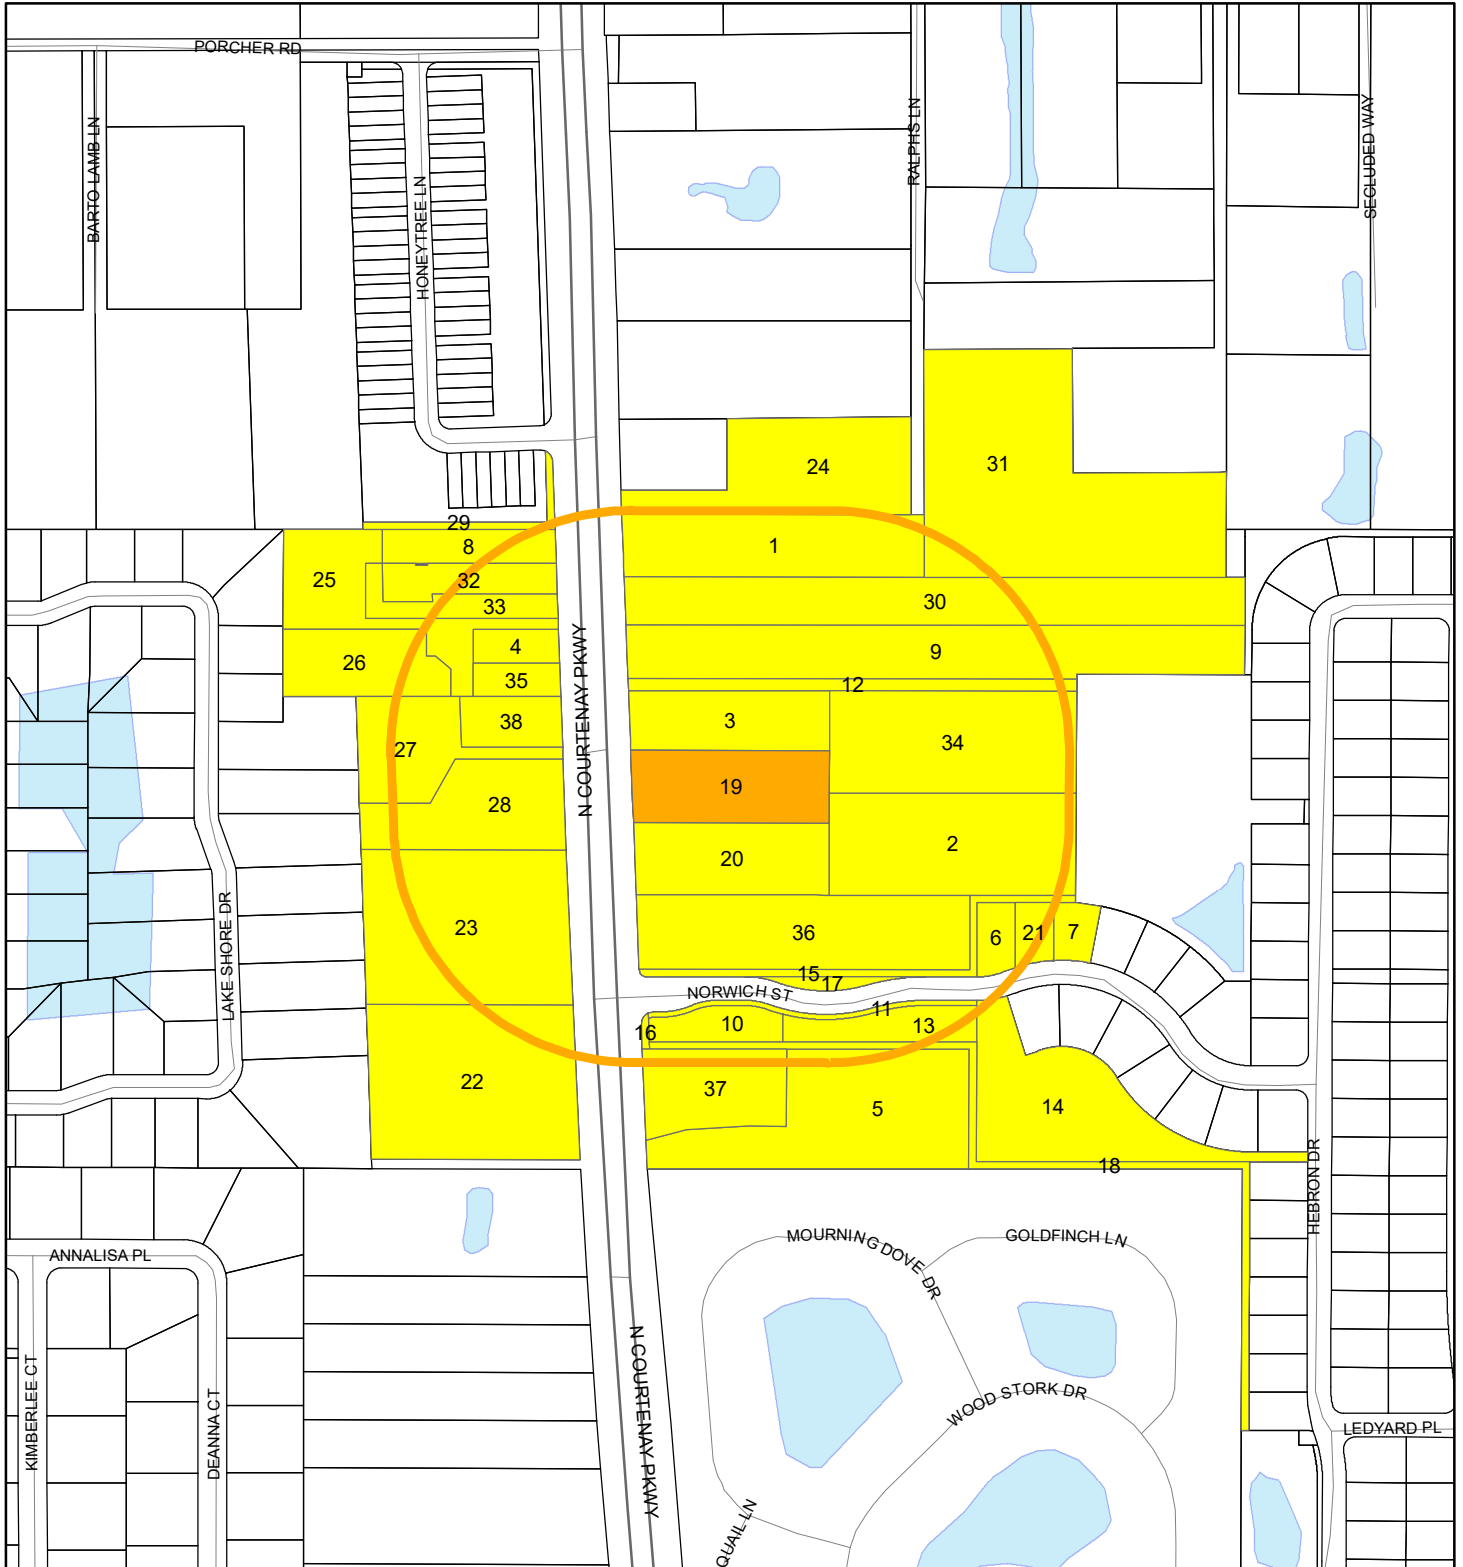 PORCHER RD
BARTO LAMB LN
HONEYTREE LN
RALPHS LN
SECLUDED WAY
24
31
29
8
1
25
32
30
33
4
9
26
35
12
38
3
27
34
N COURTENAY PKWY
19
28
2
20
LAKE SHORE DR
23
36
6
21
7
15
17
NORWICH ST
11
16
10
13
22
37
5
14
18
HEBRON DR
ANNALISA PL
MOURNING DOVE DR
GOLDFINCH LN
KIMBERLEE CT
DEANNA CT
N COURTENAY PKWY
WOOD STORK DR
LEDYARD PL
QUAIL LN